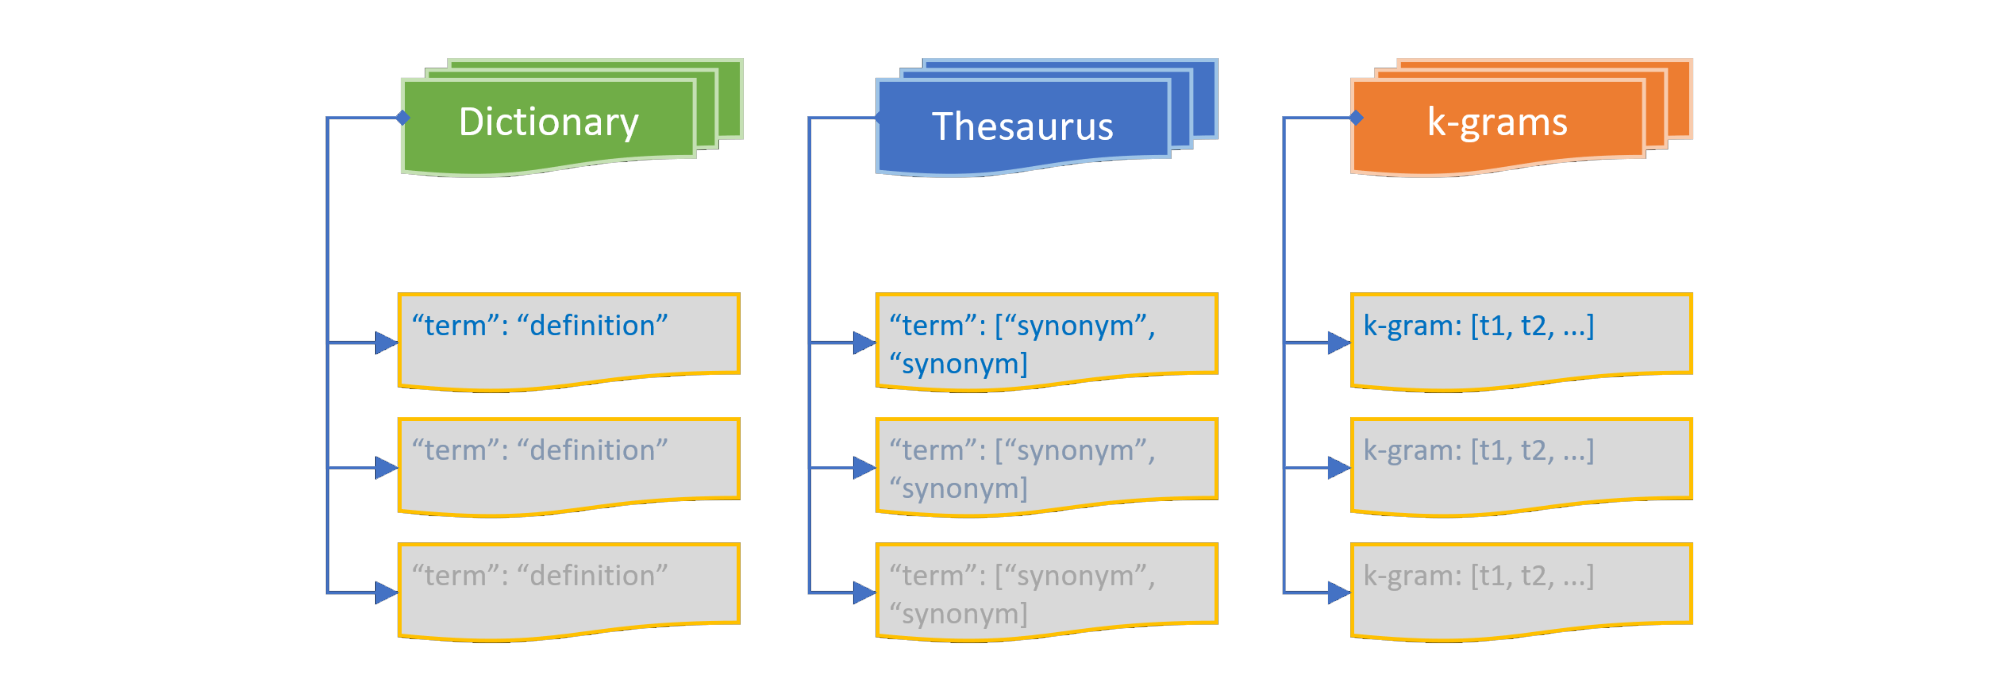 Dictionary
“term”: “definition”
“term”: “definition”
“term”: “definition”
Thesaurus
“term”: [“synonym”,
“synonym]
“term”: [“synonym”,
“synonym]
“term”: [“synonym”,
“synonym]
k-grams
k-gram: [t1, t2, ...]
k-gram: [t1, t2, ...]
k-gram: [t1, t2, ...]